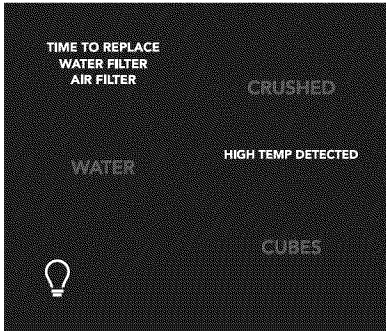 TIME TO REPLACE
WATER FILTER
AIR FILTER
CRUSHED
WATER
HIGH TEMP DETECTED
CUBES